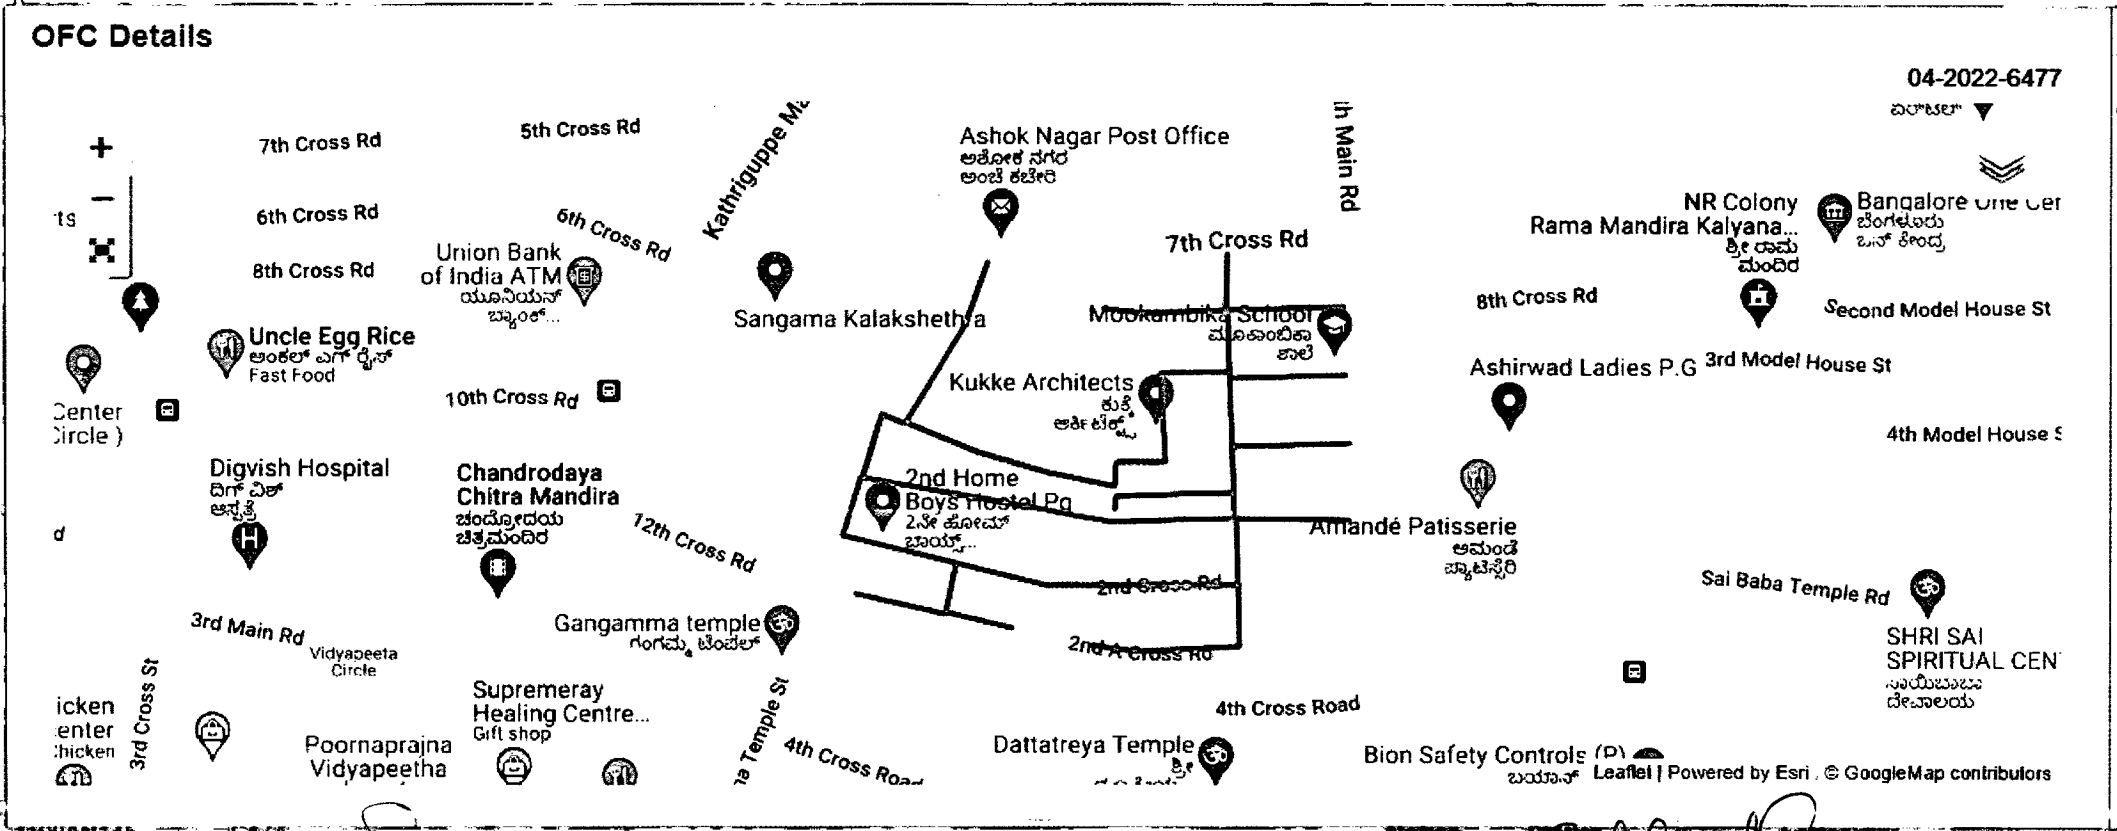 OFC Details
04-2022-6477
ಏರ್‌ಟೆಲ್
7th Cross Rd
5th Cross Rd
Kathriguppe Ma
Ashok Nagar Post Office
ಅಶೋಕ ನಗರ
ಅಂಚೆ ಕಚೇರಿ
th Main Rd
6th Cross Rd
6th Cross Rd
NR Colony
Rama Mandira Kalyana...
ಶ್ರೀ ರಾಮ
ಮಂದಿರ
Bangalore One Cer
ಬೆಂಗಳೂರು
ಒನ್ ಕೇಂದ್ರ
7th Cross Rd
8th Cross Rd
Union Bank
of India ATM
ಯೂನಿಯನ್
ಬ್ಯಾಂಕ್...
Sangama Kalakshethra
Mookambika School
ಮೂಕಾಂಬಿಕಾ
ಶಾಲೆ
8th Cross Rd
Second Model House St
Uncle Egg Rice
ಅಂಕಲ್ ಎಗ್ ರೈಸ್
Fast Food
Ashirwad Ladies P.G
3rd Model House St
Kukke Architects
ಕುಕ್ಕೆ
ಆರ್ಕಿಟೆಕ್ಟ್ಸ್
10th Cross Rd
Center
Circle )
4th Model House S
Digvish Hospital
ದಿಗ್ ವಿಶ್
ಆಸ್ಪತ್ರೆ
Chandrodaya
Chitra Mandira
ಚಂದ್ರೋದಯ
ಚಿತ್ರಮಂದಿರ
2nd Home
Boys Hostel Pg
2ನೇ ಹೋಮ್
ಬಾಯ್ಸ್...
12th Cross Rd
Amandé Patisserie
ಅಮಂಡೆ
ಪ್ಯಾಟಿಸ್ಸೆರಿ
2nd Cross Rd
Sai Baba Temple Rd
3rd Main Rd
Gangamma temple
ಗಂಗಮ್ಮ ಟೆಂಪಲ್
2nd A Cross Rd
SHRI SAI
SPIRITUAL CEN
ಸಾಯಿಬಾಬಾ
ದೇವಾಲಯ
Vidyapeeta
Circle
3rd Cross St
Supremeray
Healing Centre...
Gift shop
na Temple St
4th Cross Road
4th Cross Road
icken
enter
hicken
Poornaprajna
Vidyapeetha
Dattatreya Temple
ಶ್ರೀ
Bion Safety Controls (P)
ಬಯಾನ್
Leaflet | Powered by Esri , © GoogleMap contributors